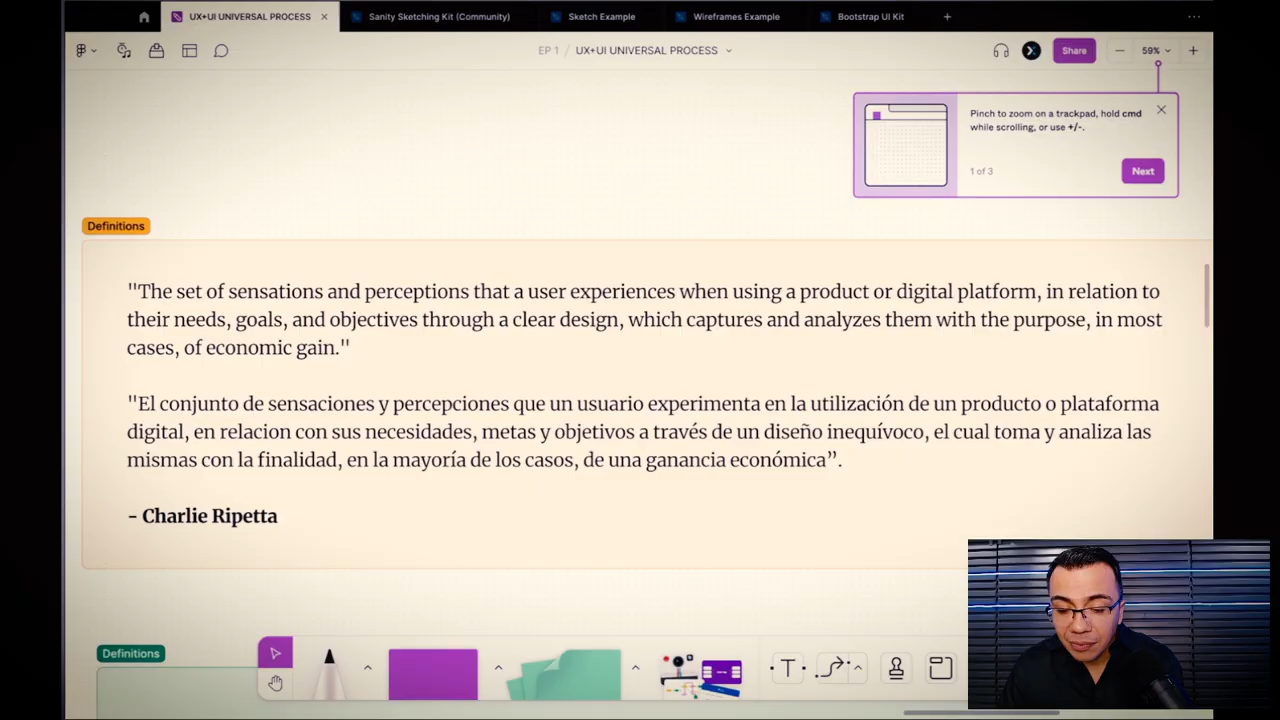 UX+UI UNIVERSAL PROCESS
Sanity Sketching Kit (Community)
Sketch Example
Wireframes Example
Bootstrap UI Kit
EP 1 / UX+UI UNIVERSAL PROCESS
Share
59%
Pinch to zoom on a trackpad, hold cmd
while scrolling, or use +/-.
1 of 3
Next
Definitions
"The set of sensations and perceptions that a user experiences when using a product or digital platform, in relation to
their needs, goals, and objectives through a clear design, which captures and analyzes them with the purpose, in most
cases, of economic gain."
"El conjunto de sensaciones y percepciones que un usuario experimenta en la utilización de un producto o plataforma
digital, en relacion con sus necesidades, metas y objetivos a través de un diseño inequívoco, el cual toma y analiza las
mismas con la finalidad, en la mayoría de los casos, de una ganancia económica”.
- Charlie Ripetta
Definitions
T